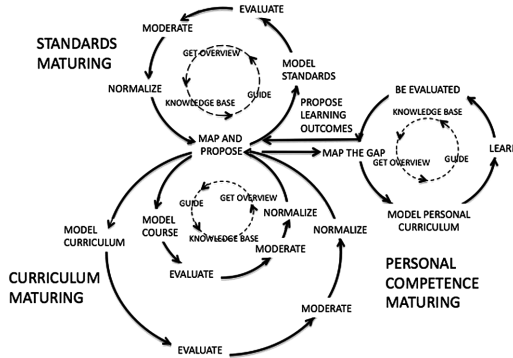 EVALUATE
MODERATE
STANDARDS
MATURING
GET OVERVIEW
MODEL
STANDARDS
NORMALIZE
GUIDE
KNOWLEDGE BASE
BE EVALUATED
PROPOSE
LEARNING
OUTCOMES
KNOWLEDGE BASE
MAP AND
PROPOSE
MAP THE GAP
GET OVERVIEW
GUIDE
LEARI
MODEL PERSONAL
CURRICULUM
GUIDE
GET OVERVIEW
MODEL
COURSE
NORMALIZE
KNOWLEDGE BASE
MODEL
CURRICULUM
NORMALIZE
MODERATE
EVALUATE
CURRICULUM
MATURING
PERSONAL
COMPETENCE
MATURING
MODERATE
EVALUATE